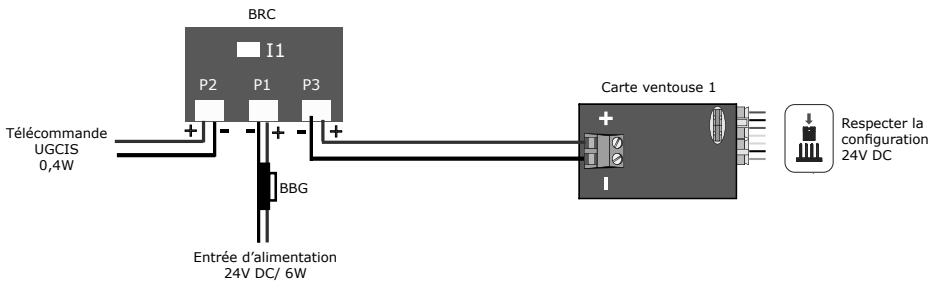 BRC
I1
P2
P1
P3
+ - - + - +
Télécommande
UGCIS
0,4W
BBG
Entrée d'alimentation
24V DC/ 6W
Carte ventouse 1
+
-
Respecter la
configuration
24V DC